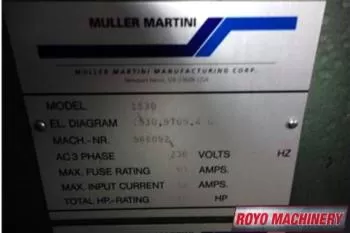 MULLER MARTINI
MULLER MARTINI MANUFACTURING CORP.
MODEL 1530
EL. DIAGRAM
MACH.-NR.
AC 3 PHASE 230 VOLTS HZ
MAX. FUSE RATING AMPS.
MAX. INPUT CURRENT AMPS.
TOTAL HP.-RATING HP
ROYO MACHINERY